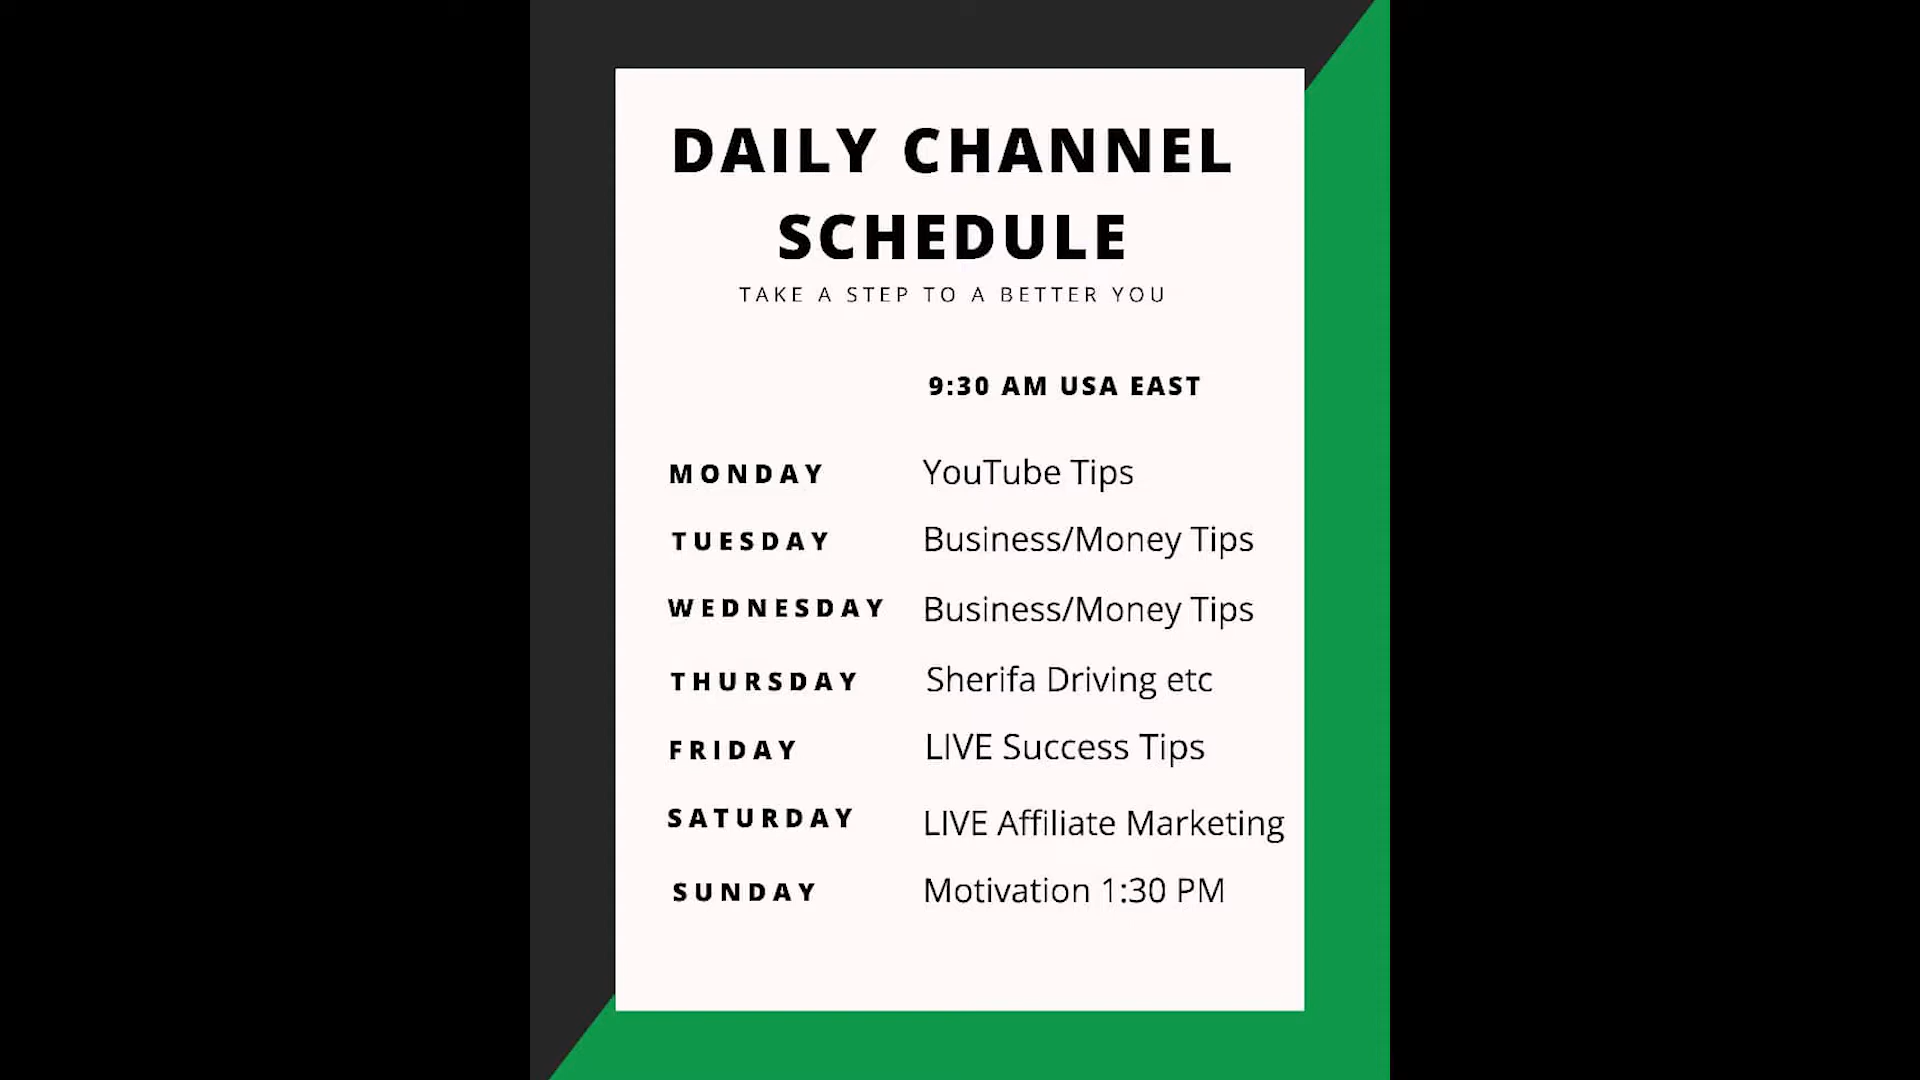 DAILY CHANNEL
SCHEDULE
TAKE A STEP TO A BETTER YOU
9:30 AM USA EAST
MONDAY YouTube Tips
TUESDAY Business/Money Tips
WEDNESDAY Business/Money Tips
THURSDAY Sherifa Driving etc
FRIDAY LIVE Success Tips
SATURDAY LIVE Affiliate Marketing
SUNDAY Motivation 1:30 PM